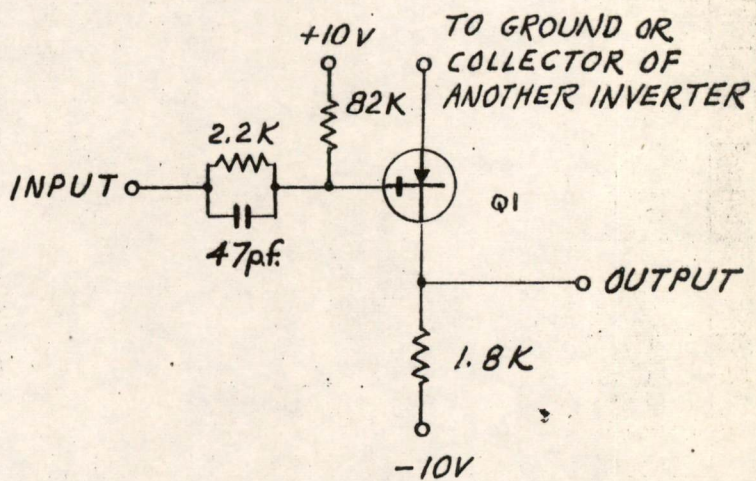 +10V
TO GROUND OR
COLLECTOR OF
ANOTHER INVERTER
82K
2.2K
INPUT
47pf.
Q1
OUTPUT
1.8K
-10V